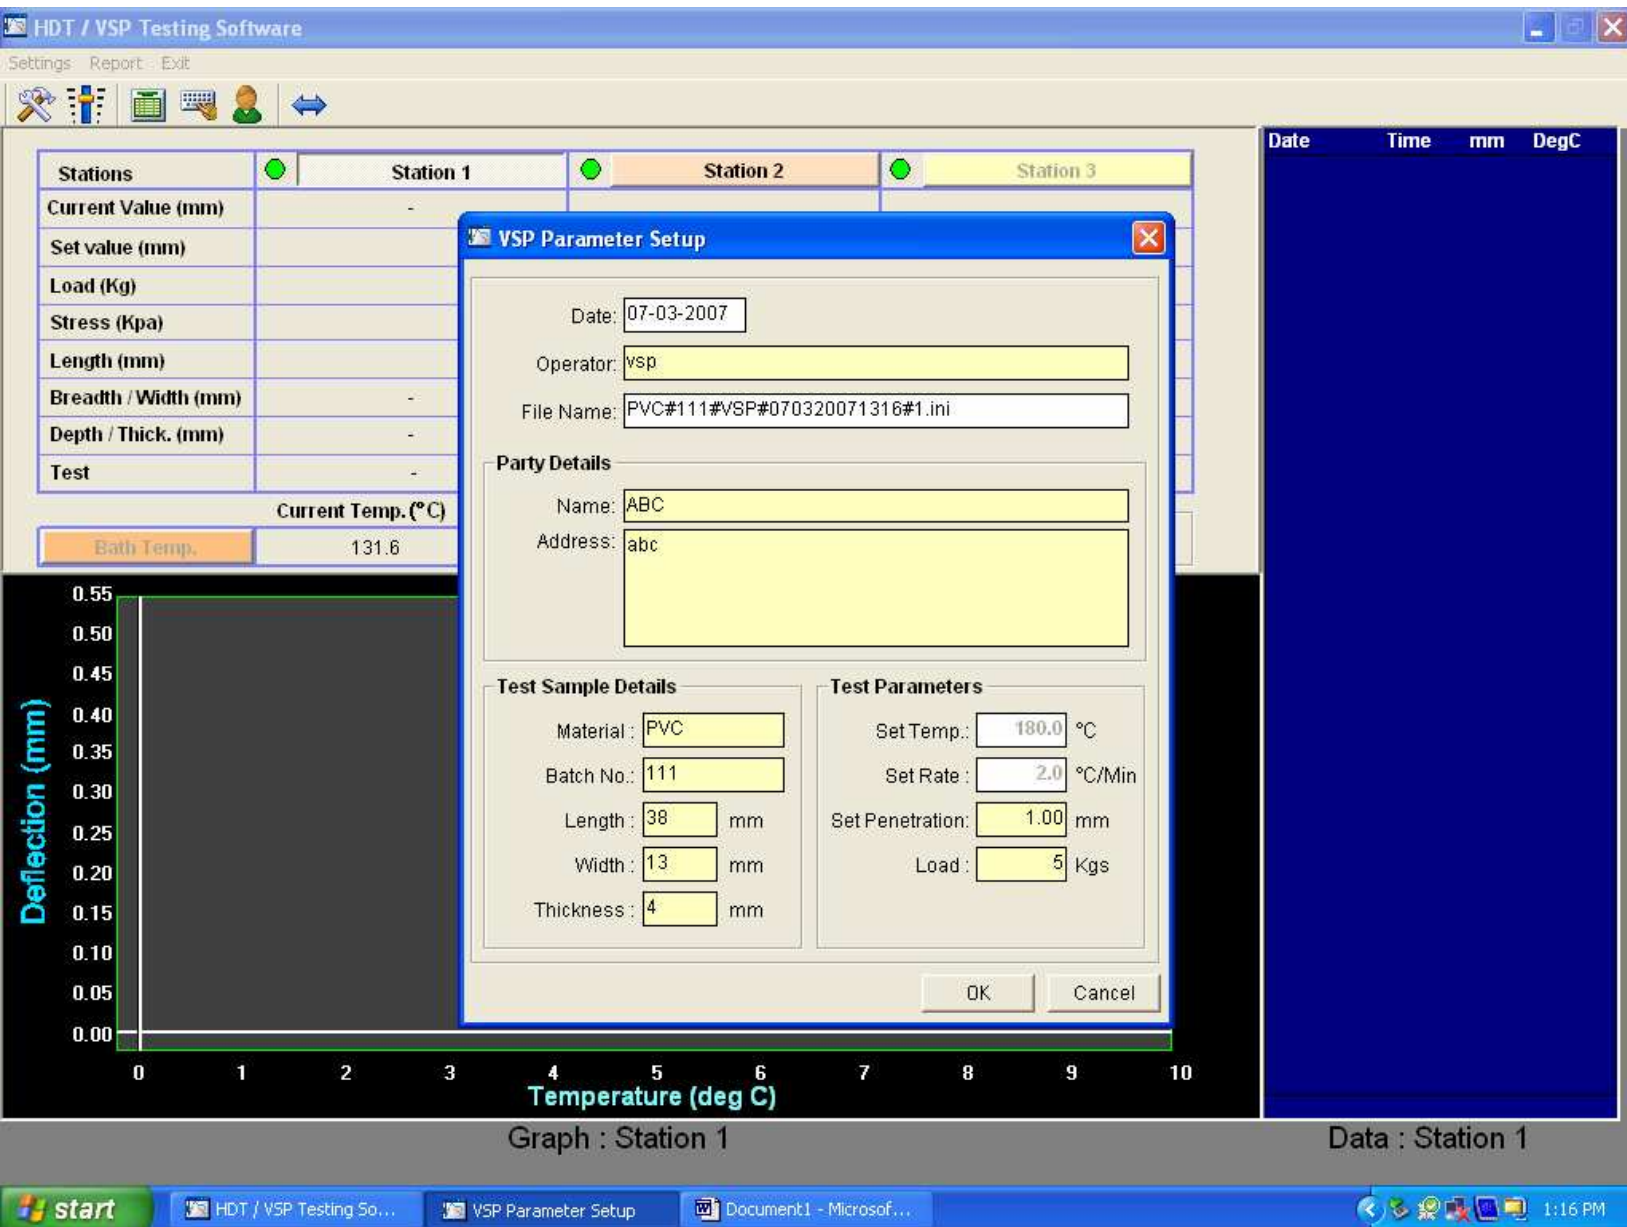 HDT / VSP Testing Software
Settings Report Exit
Date Time mm DegC
Stations Station 1 Station 2 Station 3
Current Value (mm) -
Set value (mm)
Load (Kg)
Stress (Kpa)
Length (mm)
Breadth / Width (mm) -
Depth / Thick. (mm) -
Test -
Current Temp. (°C)
Bath Temp. 131.6
VSP Parameter Setup
Date: 07-03-2007
Operator: vsp
File Name: PVC#111#VSP#070320071316#1.ini
Party Details
Name: ABC
Address: abc
Test Sample Details
Material : PVC
Batch No.: 111
Length : 38 mm
Width : 13 mm
Thickness : 4 mm
Test Parameters
Set Temp.: 180.0 °C
Set Rate : 2.0 °C/Min
Set Penetration: 1.00 mm
Load : 5 Kgs
OK Cancel
Deflection (mm)
0.55
0.50
0.45
0.40
0.35
0.30
0.25
0.20
0.15
0.10
0.05
0.00
0 1 2 3 4 5 6 7 8 9 10
Temperature (deg C)
Graph : Station 1
Data : Station 1
start HDT / VSP Testing So... VSP Parameter Setup Document1 - Microsof... 1:16 PM